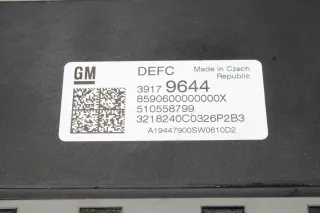 GM
DEFC
Made in Czech
Republic
3917 9644
8590600000000X
510558799
3218240C0326P2B3
A19447900SW0610D2